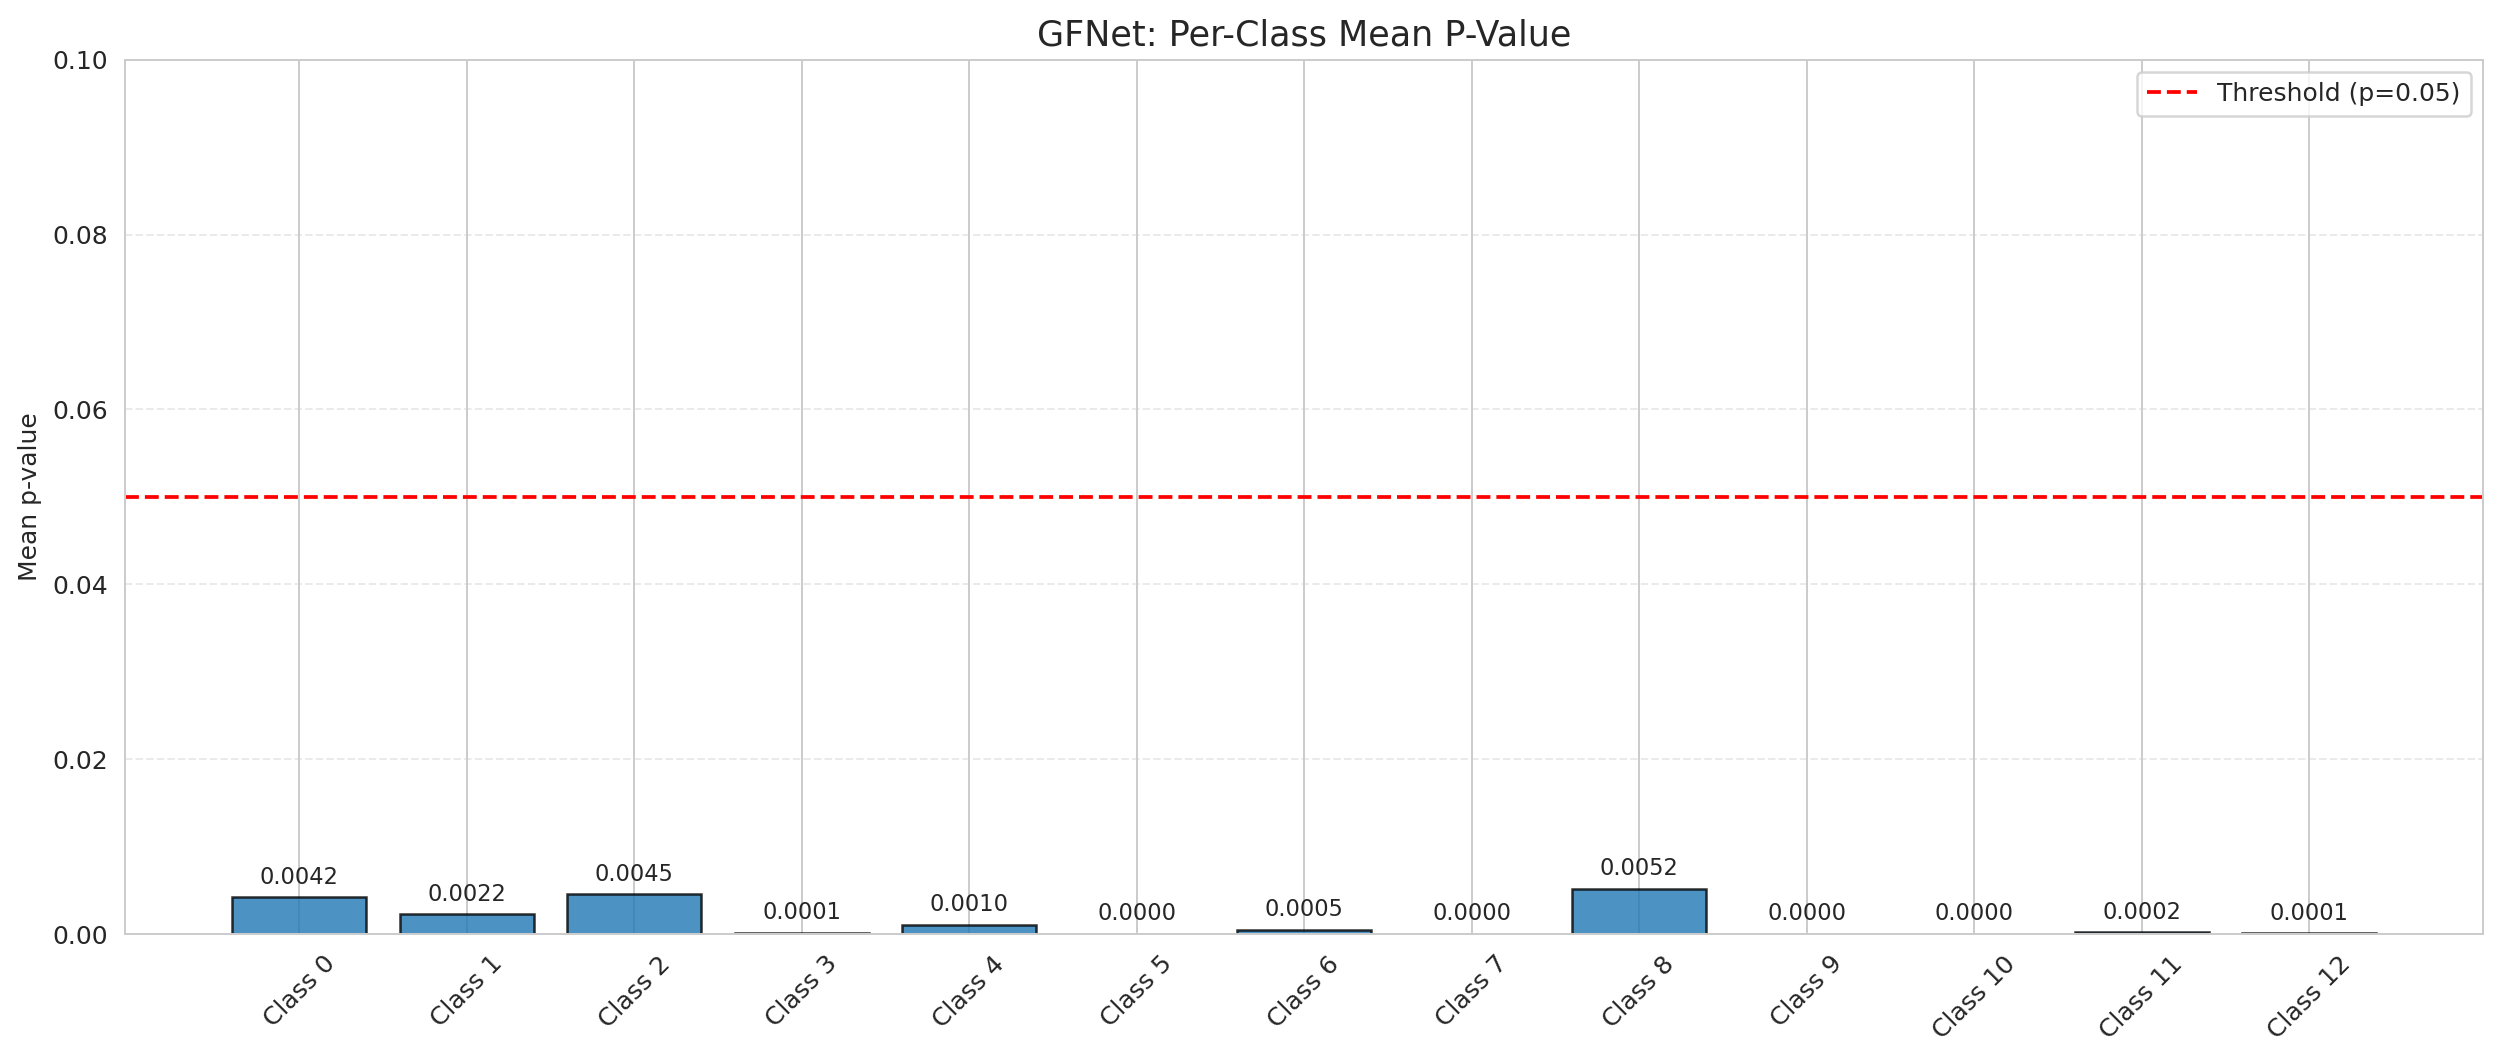 GFNet: Per-Class Mean P-Value
Threshold (p=0.05)
Mean p-value
0.10
0.08
0.06
0.04
0.02
0.00
0.0042
0.0022
0.0045
0.0001
0.0010
0.0000
0.0005
0.0000
0.0052
0.0000
0.0000
0.0002
0.0001
Class 0
Class 1
Class 2
Class 3
Class 4
Class 5
Class 6
Class 7
Class 8
Class 9
Class 10
Class 11
Class 12